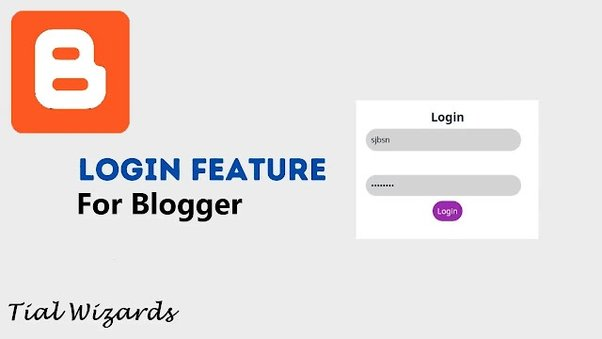 LOGIN FEATURE
For Blogger
Login
sjbsn
••••••••
Login
Tial Wizards